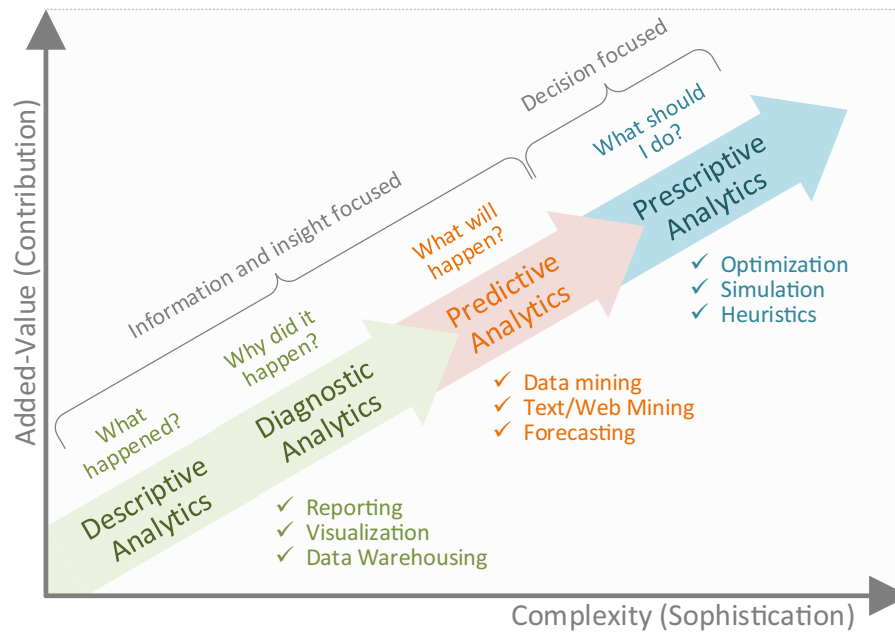 Added-Value (Contribution)
Complexity (Sophistication)
Information and insight focused
Decision focused
What
happened?
Why did it
happen?
What will
happen?
What should
I do?
Descriptive
Analytics
Diagnostic
Analytics
Predictive
Analytics
Prescriptive
Analytics
✓ Reporting
✓ Visualization
✓ Data Warehousing
✓ Data mining
✓ Text/Web Mining
✓ Forecasting
✓ Optimization
✓ Simulation
✓ Heuristics